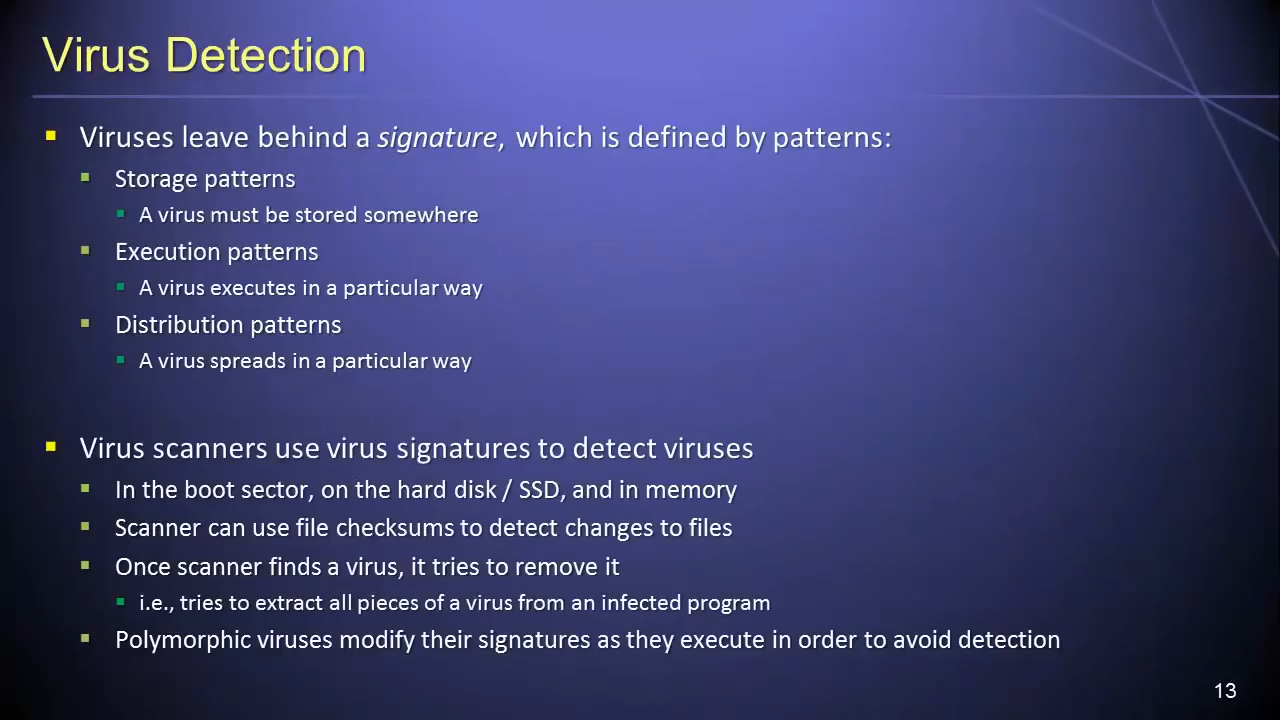 Virus Detection
Viruses leave behind a signature, which is defined by patterns:
Storage patterns
A virus must be stored somewhere
Execution patterns
A virus executes in a particular way
Distribution patterns
A virus spreads in a particular way
Virus scanners use virus signatures to detect viruses
In the boot sector, on the hard disk / SSD, and in memory
Scanner can use file checksums to detect changes to files
Once scanner finds a virus, it tries to remove it
i.e., tries to extract all pieces of a virus from an infected program
Polymorphic viruses modify their signatures as they execute in order to avoid detection
13